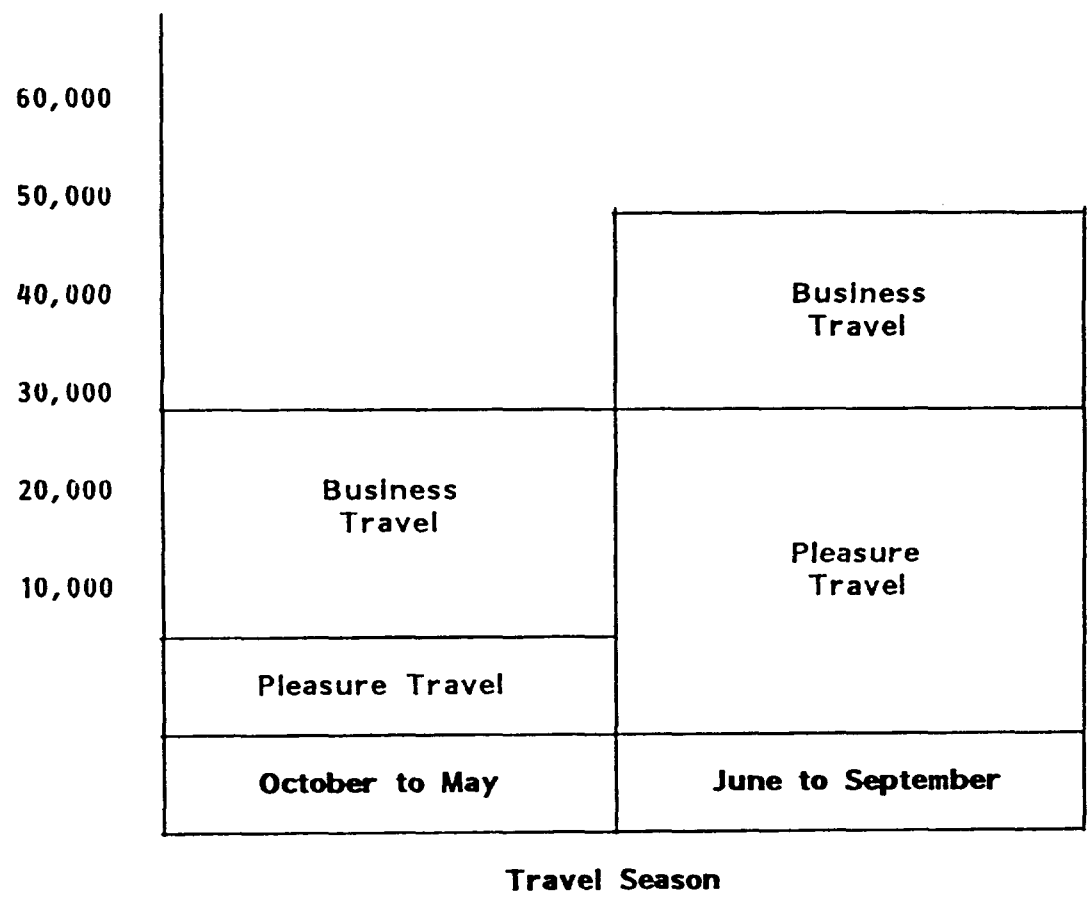 60,000
50,000
40,000
30,000
20,000
10,000
Business
Travel
Pleasure
Travel
Business
Travel
Pleasure Travel
October to May
June to September
Travel Season